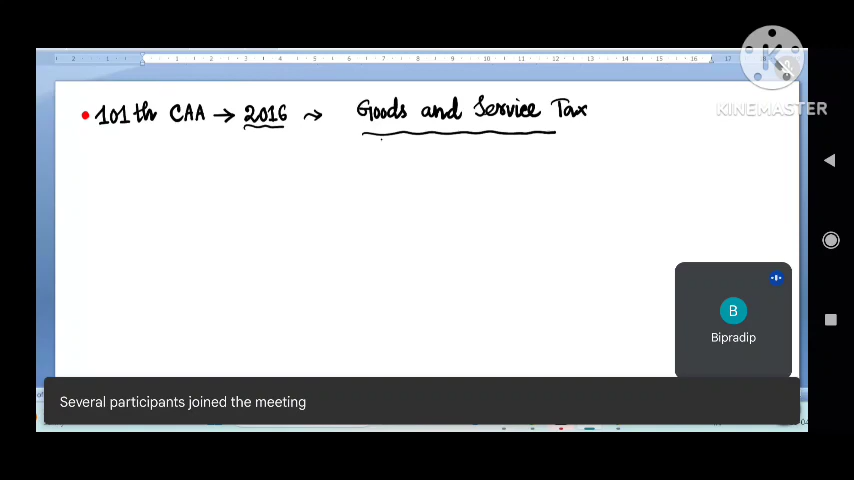 KINEMASTER
• 101th CAA → 2016 ~> Goods and Service Tax
B
Bipradip
Several participants joined the meeting